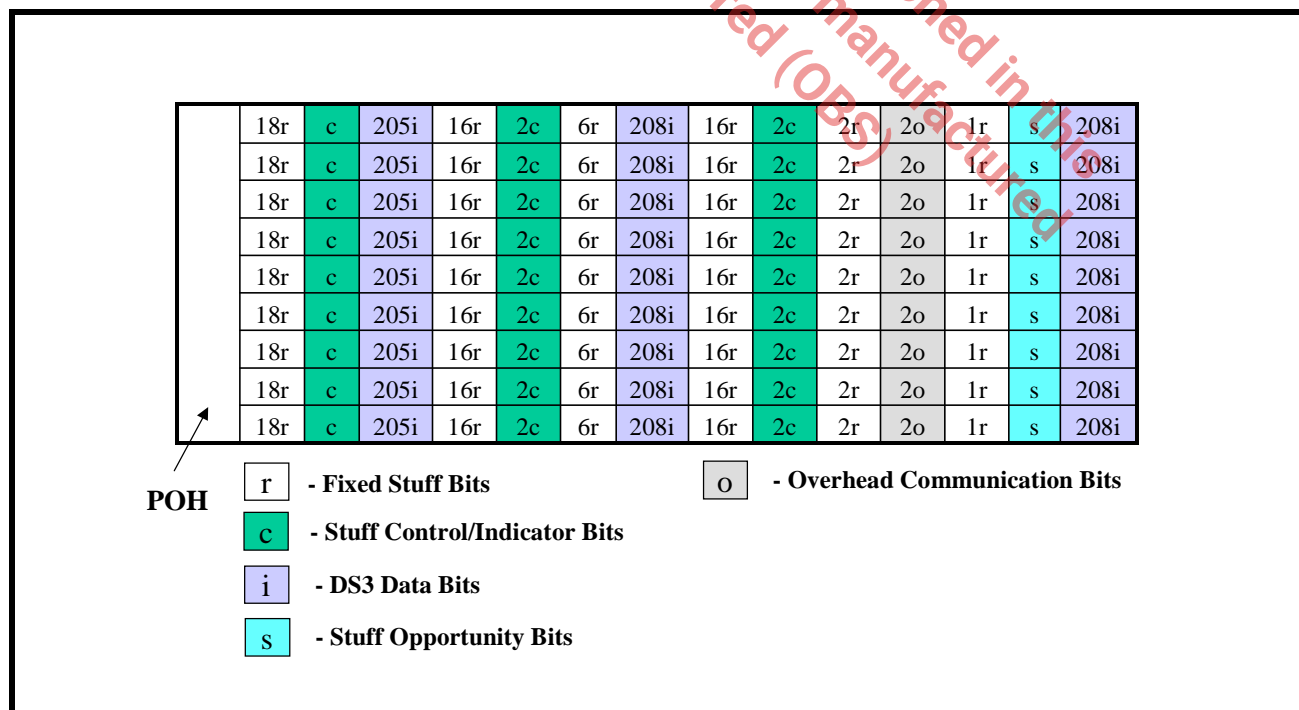 ned in this
manufactured
red (OBS)
18r c 205i 16r 2c 6r 208i 16r 2c 2r 2o 1r s 208i
18r c 205i 16r 2c 6r 208i 16r 2c 2r 2o 1r s 208i
18r c 205i 16r 2c 6r 208i 16r 2c 2r 2o 1r s 208i
18r c 205i 16r 2c 6r 208i 16r 2c 2r 2o 1r s 208i
18r c 205i 16r 2c 6r 208i 16r 2c 2r 2o 1r s 208i
18r c 205i 16r 2c 6r 208i 16r 2c 2r 2o 1r s 208i
18r c 205i 16r 2c 6r 208i 16r 2c 2r 2o 1r s 208i
18r c 205i 16r 2c 6r 208i 16r 2c 2r 2o 1r s 208i
18r c 205i 16r 2c 6r 208i 16r 2c 2r 2o 1r s 208i
POH
r - Fixed Stuff Bits
o - Overhead Communication Bits
c - Stuff Control/Indicator Bits
i - DS3 Data Bits
s - Stuff Opportunity Bits